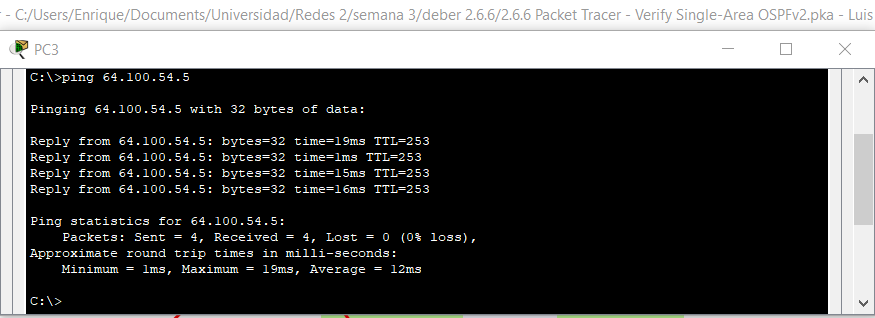 - C:/Users/Enrique/Documents/Universidad/Redes 2/semana 3/deber 2.6.6/2.6.6 Packet Tracer - Verify Single-Area OSPFv2.pka - Luis
PC3
C:\>ping 64.100.54.5
Pinging 64.100.54.5 with 32 bytes of data:
Reply from 64.100.54.5: bytes=32 time=19ms TTL=253
Reply from 64.100.54.5: bytes=32 time=1ms TTL=253
Reply from 64.100.54.5: bytes=32 time=15ms TTL=253
Reply from 64.100.54.5: bytes=32 time=16ms TTL=253
Ping statistics for 64.100.54.5:
Packets: Sent = 4, Received = 4, Lost = 0 (0% loss),
Approximate round trip times in milli-seconds:
Minimum = 1ms, Maximum = 19ms, Average = 12ms
C:\>